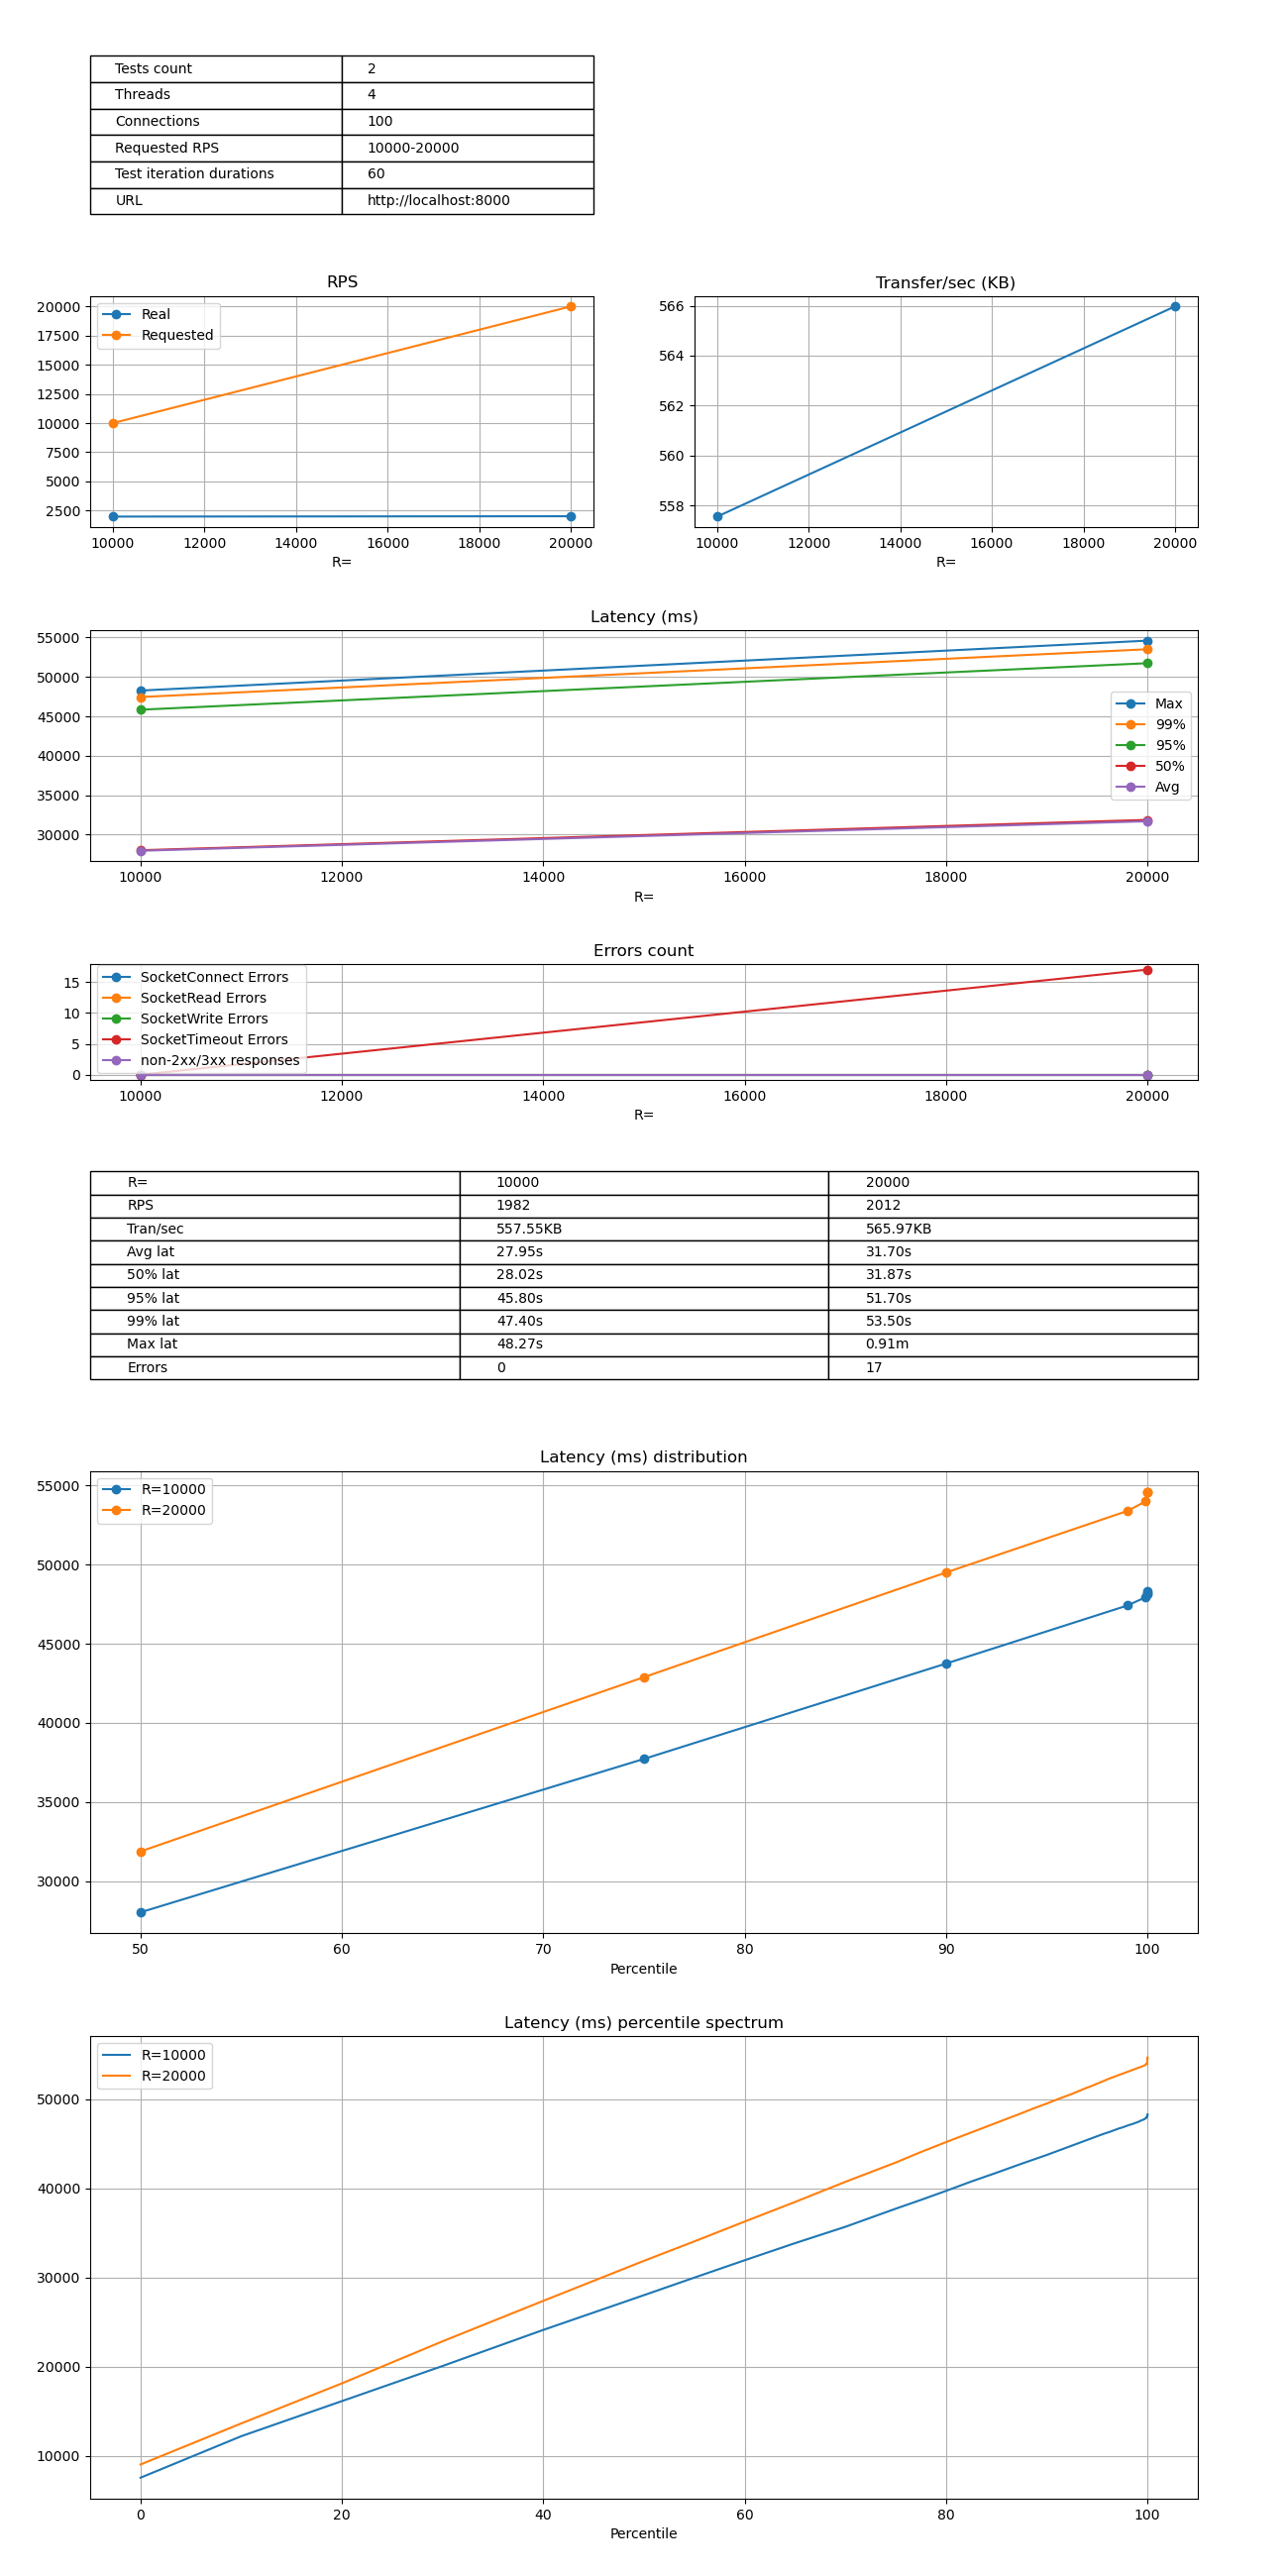 Tests count 2
Threads 4
Connections 100
Requested RPS 10000-20000
Test iteration durations 60
URL http://localhost:8000
RPS
Real
Requested
20000
17500
15000
12500
10000
7500
5000
2500
10000 12000 14000 16000 18000 20000
R=
Transfer/sec (KB)
566
564
562
560
558
10000 12000 14000 16000 18000 20000
R=
Latency (ms)
55000
50000
45000
40000
35000
30000
Max
99%
95%
50%
Avg
10000 12000 14000 16000 18000 20000
R=
Errors count
SocketConnect Errors
SocketRead Errors
SocketWrite Errors
SocketTimeout Errors
non-2xx/3xx responses
15
10
5
0
10000 12000 14000 16000 18000 20000
R=
R= 10000 20000
RPS 1982 2012
Tran/sec 557.55KB 565.97KB
Avg lat 27.95s 31.70s
50% lat 28.02s 31.87s
95% lat 45.80s 51.70s
99% lat 47.40s 53.50s
Max lat 48.27s 0.91m
Errors 0 17
Latency (ms) distribution
R=10000
R=20000
55000
50000
45000
40000
35000
30000
50 60 70 80 90 100
Percentile
Latency (ms) percentile spectrum
R=10000
R=20000
50000
40000
30000
20000
10000
0 20 40 60 80 100
Percentile